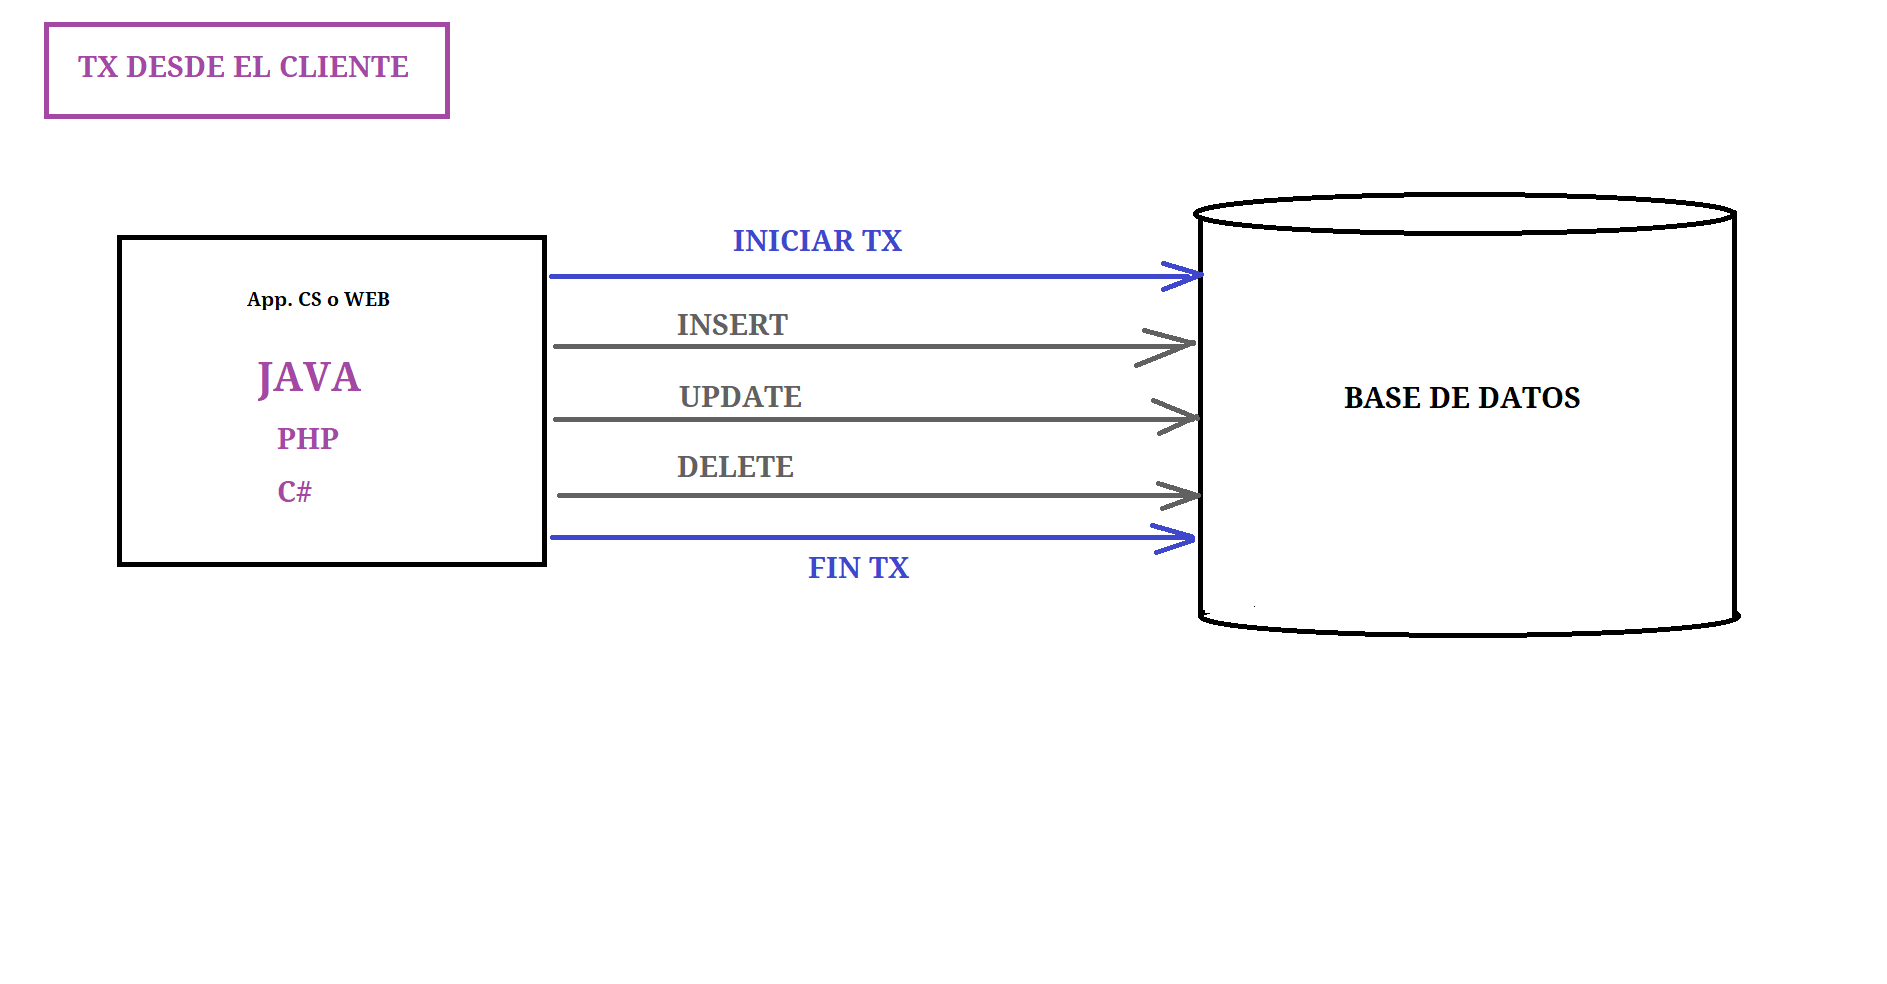 TX DESDE EL CLIENTE
INICIAR TX
App. CS o WEB
INSERT
JAVA
UPDATE
BASE DE DATOS
PHP
DELETE
C#
FIN TX